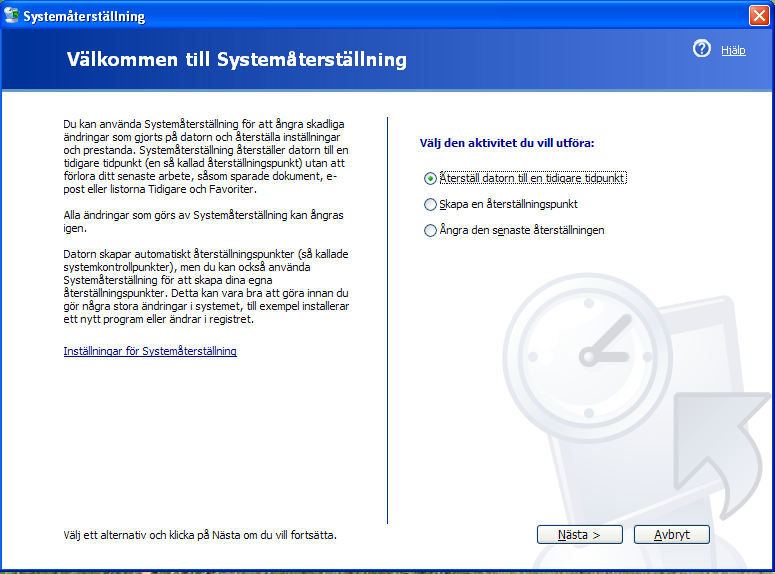 Systemåterställning
Välkommen till Systemåterställning
Hjälp
Du kan använda Systemåterställning för att ångra skadliga
ändringar som gjorts på datorn och återställa inställningar
och prestanda. Systemåterställning återställer datorn till en
tidigare tidpunkt (en så kallad återställningspunkt) utan att
förlora ditt senaste arbete, såsom sparade dokument, e-
post eller listorna Tidigare och Favoriter.
Alla ändringar som görs av Systemåterställning kan ångras
igen.
Datorn skapar automatiskt återställningspunkter (så kallade
systemkontrollpunkter), men du kan också använda
Systemåterställning för att skapa dina egna
återställningspunkter. Detta kan vara bra att göra innan du
gör några stora ändringar i systemet, till exempel installerar
ett nytt program eller ändrar i registret.
Inställningar för Systemåterställning
Välj den aktivitet du vill utföra:
Återställ datorn till en tidigare tidpunkt
Skapa en återställningspunkt
Ångra den senaste återställningen
Välj ett alternativ och klicka på Nästa om du vill fortsätta.
Nästa >
Avbryt